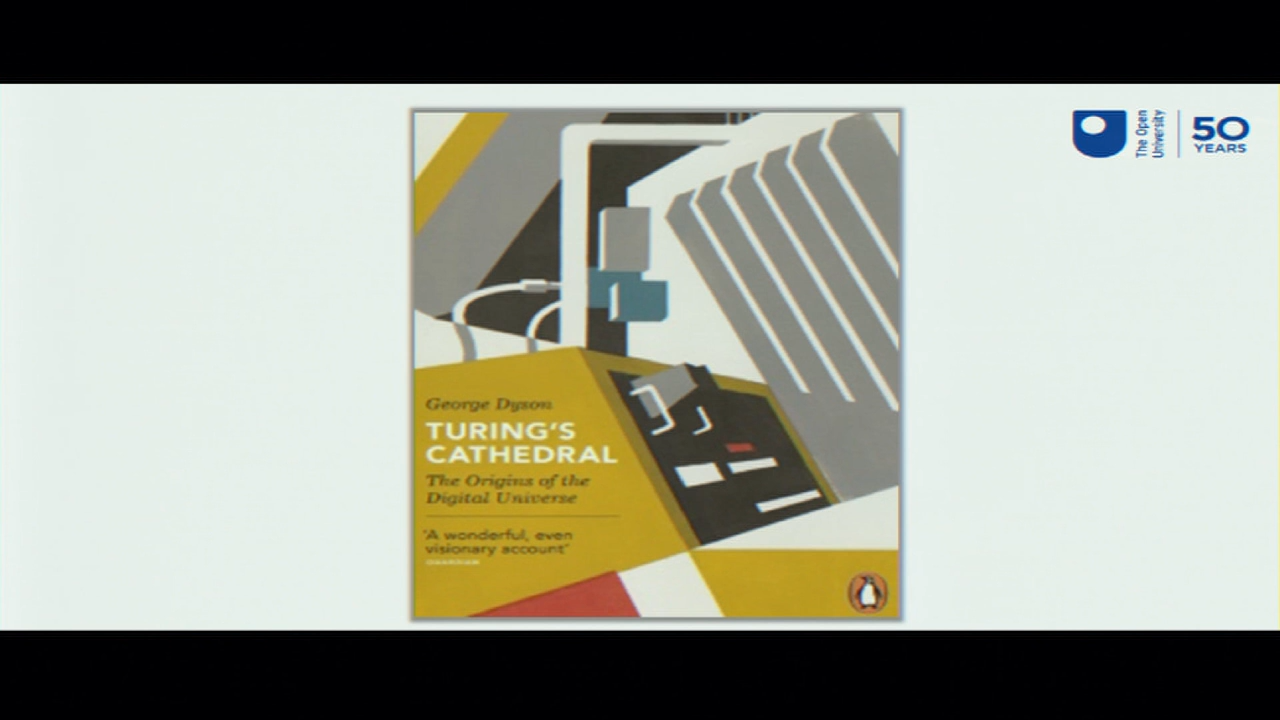 The Open
University
50
YEARS
George Dyson
TURING'S
CATHEDRAL
The Origins of the
Digital Universe
'A wonderful, even
visionary account'